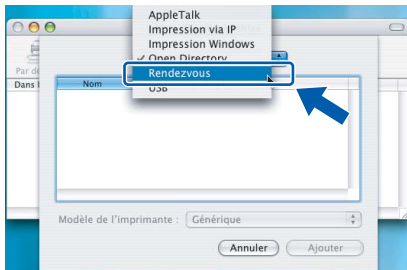 AppleTalk
Impression via IP
Impression Windows
✓ Open Directory
Rendezvous
USB
Par dé
Dans l
Nom
Modèle de l'imprimante : Générique
Annuler
Ajouter